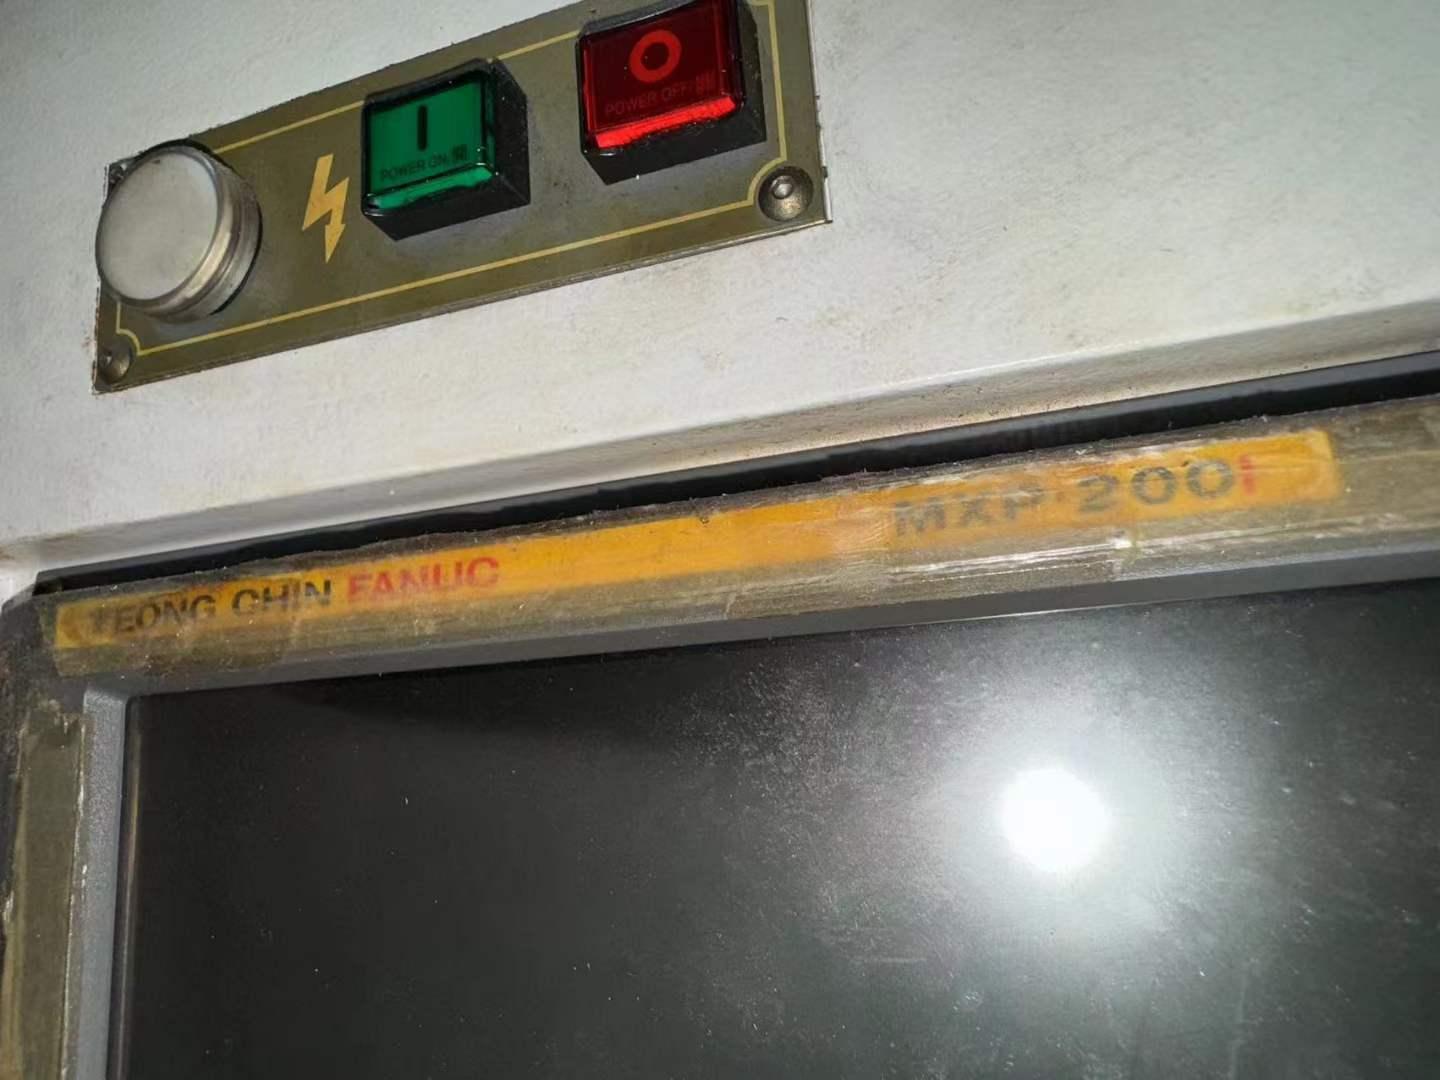 POWER ON
POWER OFF
YEONG CHIN FANUC
MXP-200i